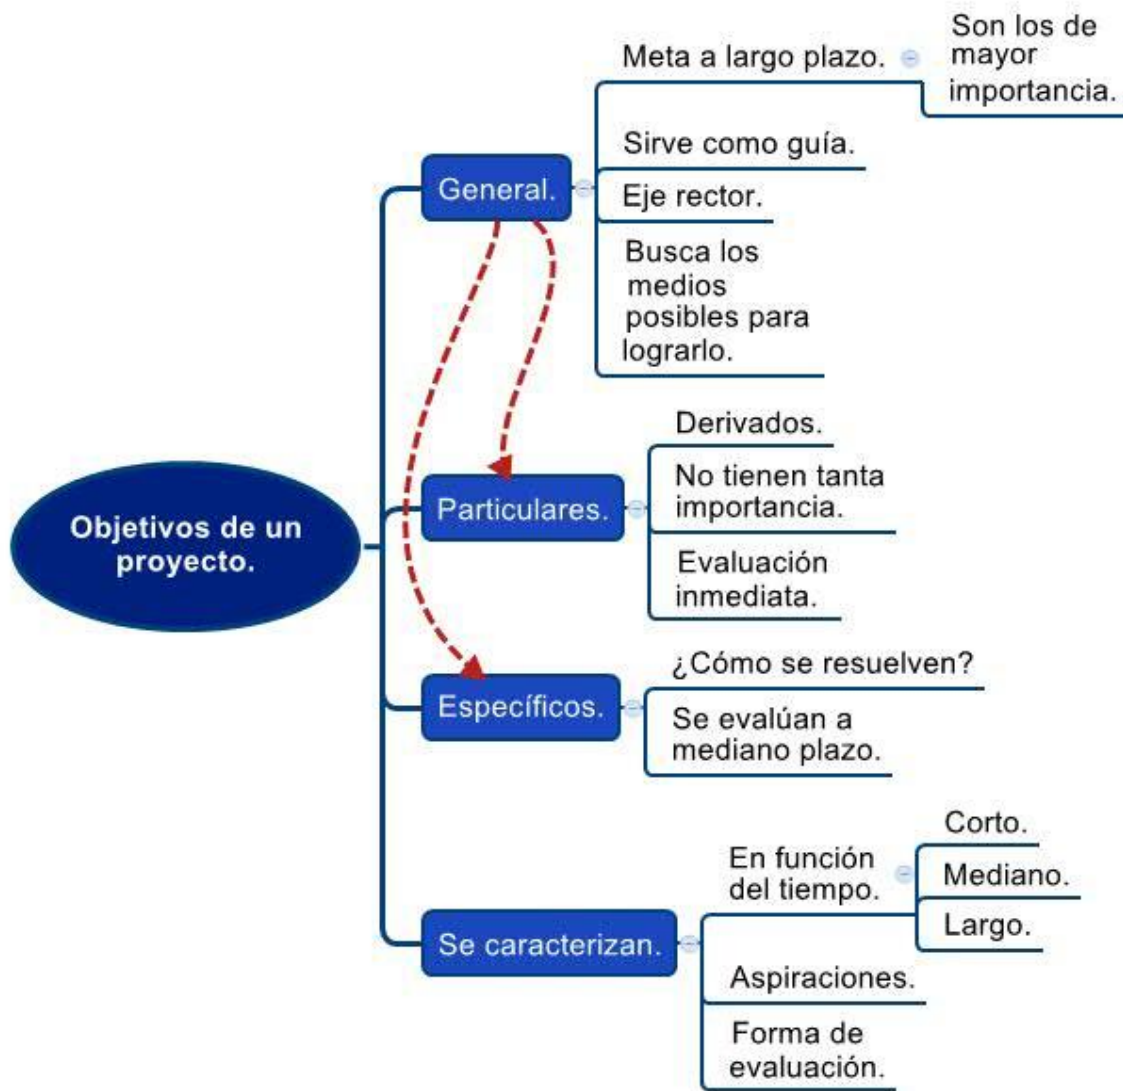 Objetivos de un
proyecto.
General.
Meta a largo plazo.
Son los de
mayor
importancia.
Sirve como guía.
Eje rector.
Busca los
medios
posibles para
lograrlo.
Particulares.
Derivados.
No tienen tanta
importancia.
Evaluación
inmediata.
Específicos.
¿Cómo se resuelven?
Se evalúan a
mediano plazo.
Se caracterizan.
En función
del tiempo.
Corto.
Mediano.
Largo.
Aspiraciones.
Forma de
evaluación.